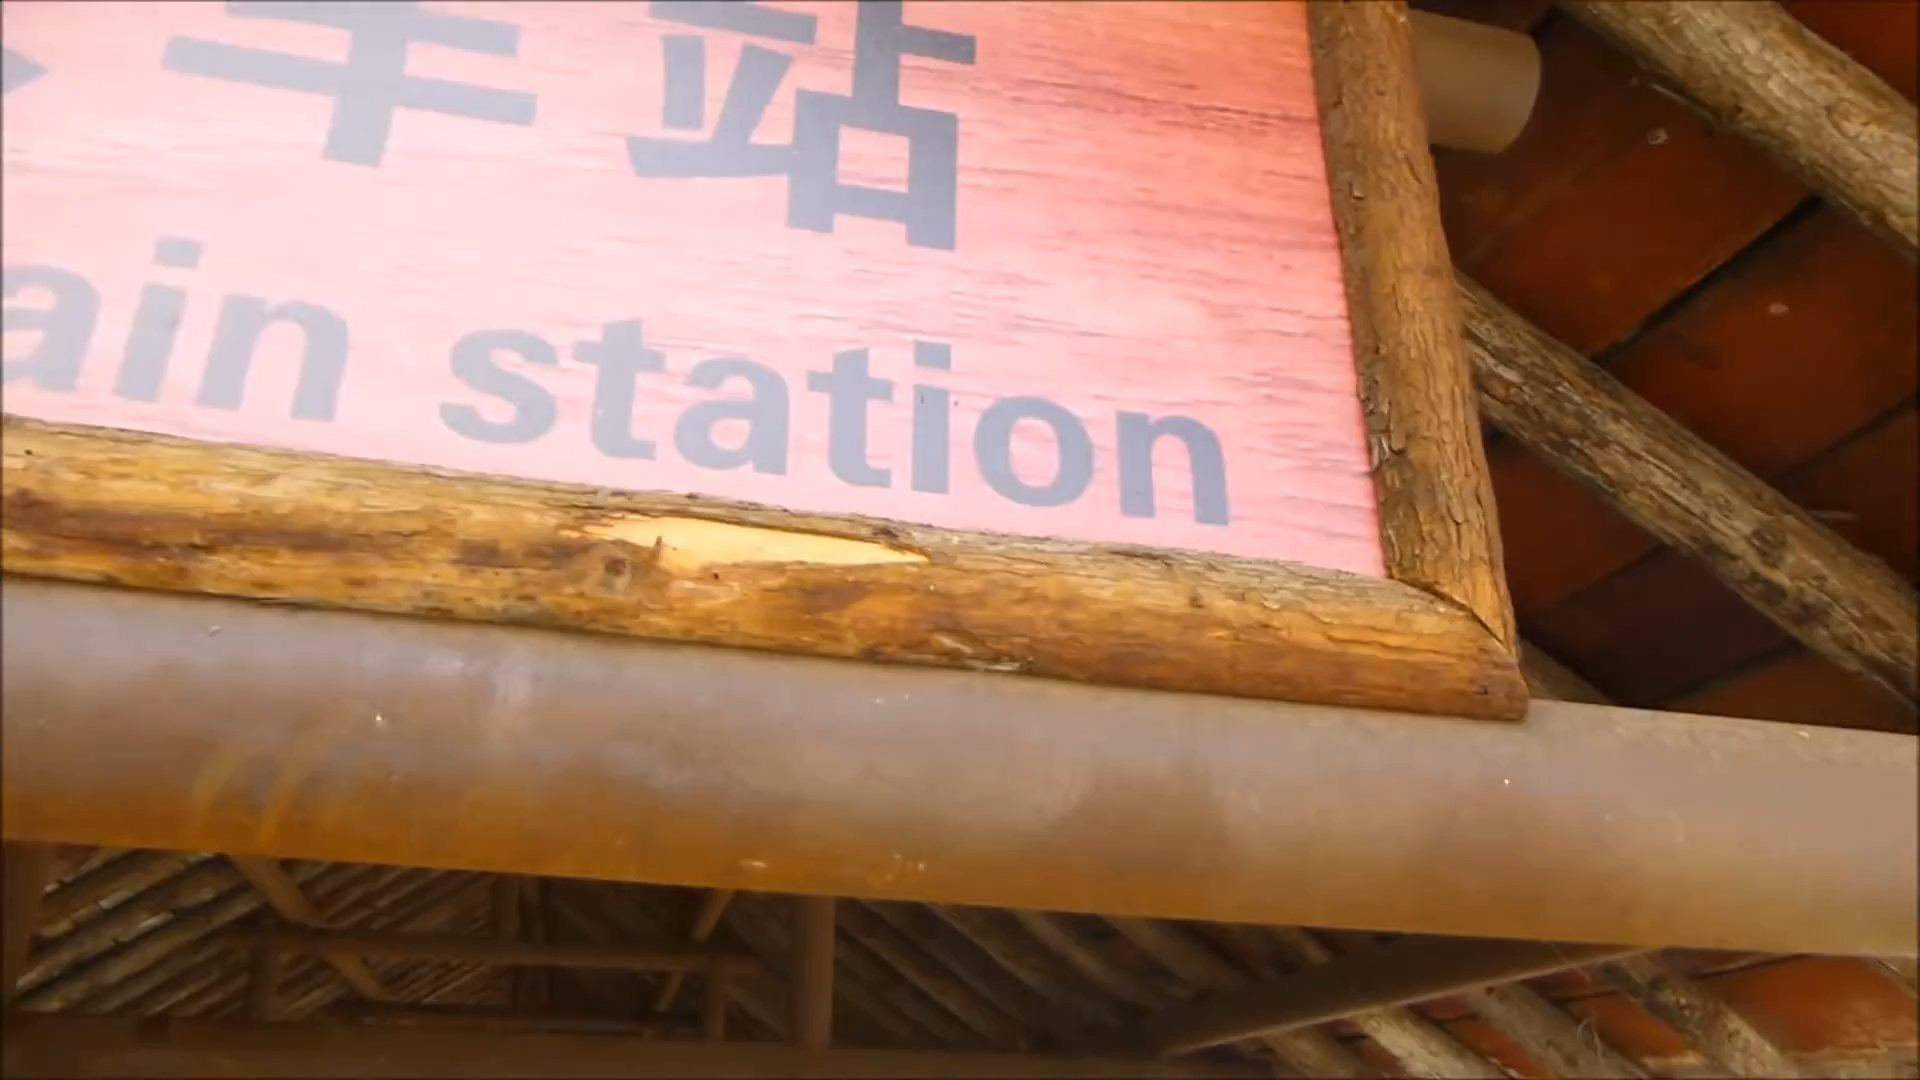 车站
ain station